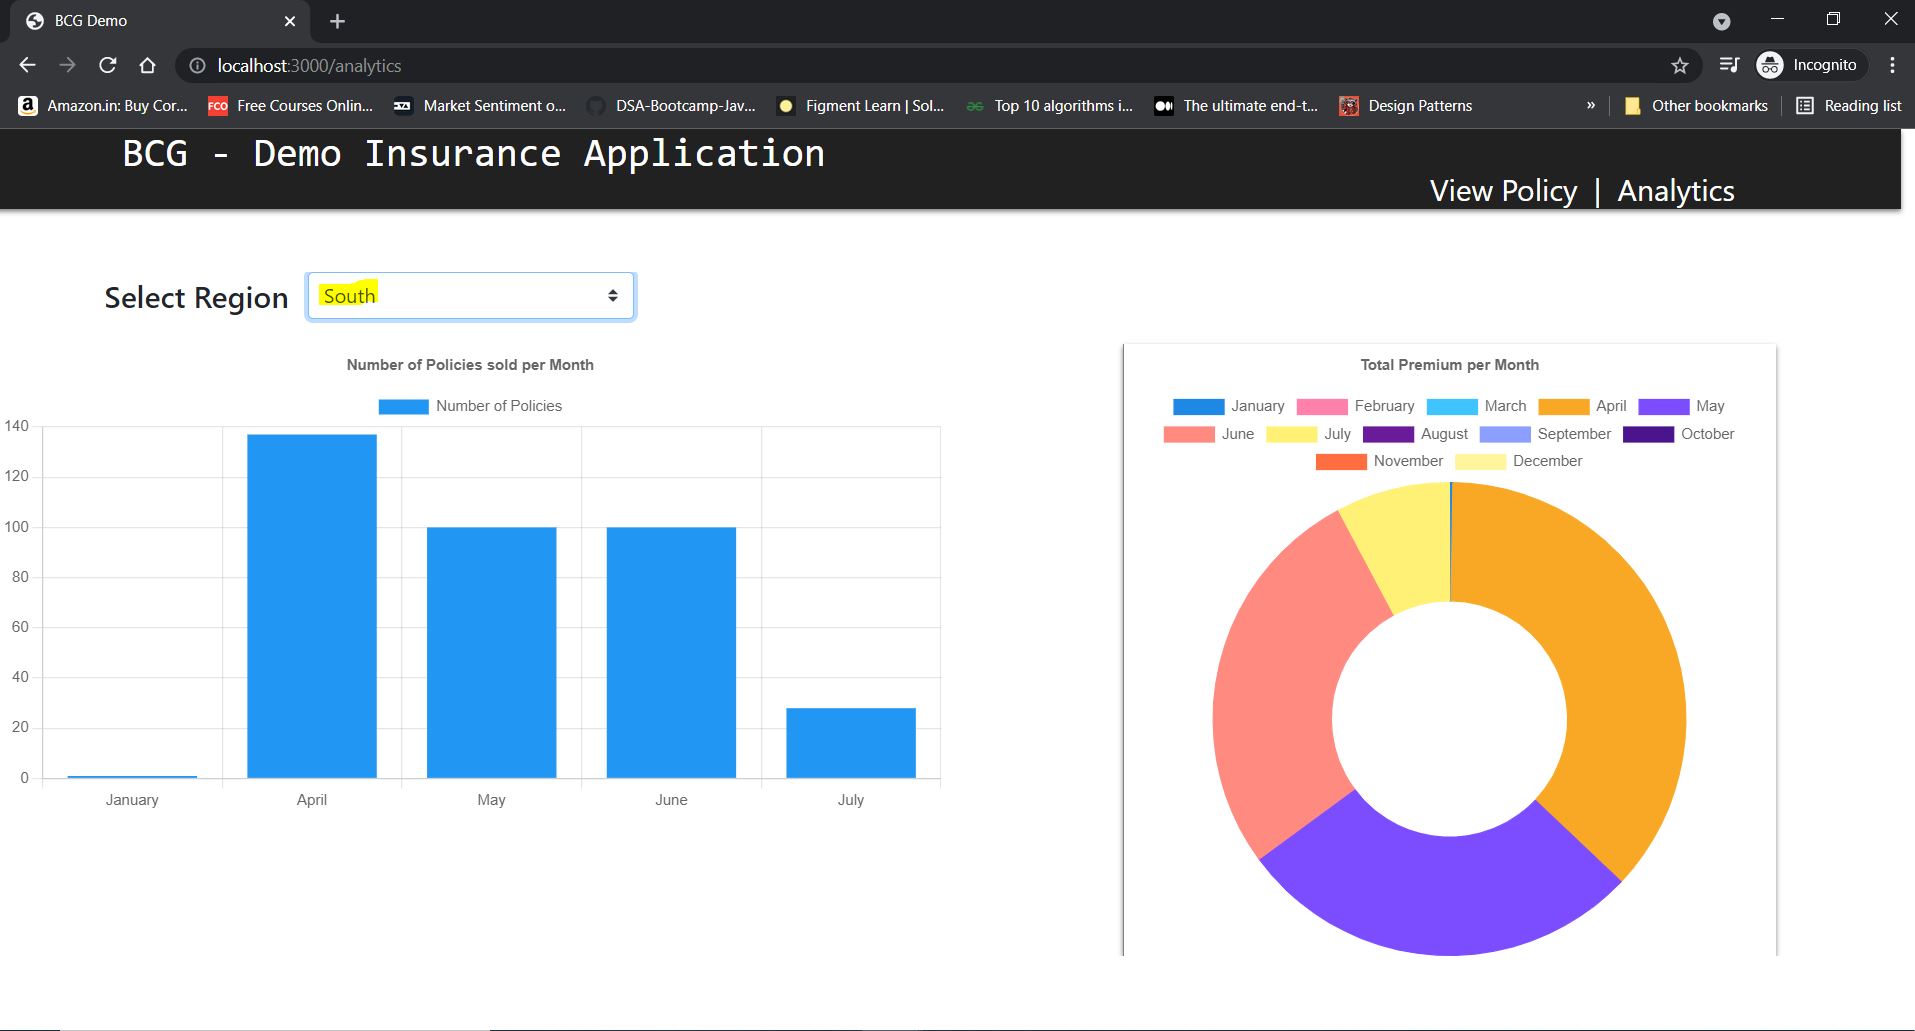 BCG Demo
localhost:3000/analytics
Incognito
Amazon.in: Buy Cor... FCO Free Courses Onlin... Market Sentiment o... DSA-Bootcamp-Jav... Figment Learn | Sol... Top 10 algorithms i... The ultimate end-t... Design Patterns » Other bookmarks Reading list
BCG - Demo Insurance Application
View Policy | Analytics
Select Region South
Number of Policies sold per Month
Number of Policies
140
120
100
80
60
40
20
0
January April May June July
Total Premium per Month
January February March April May
June July August September October
November December